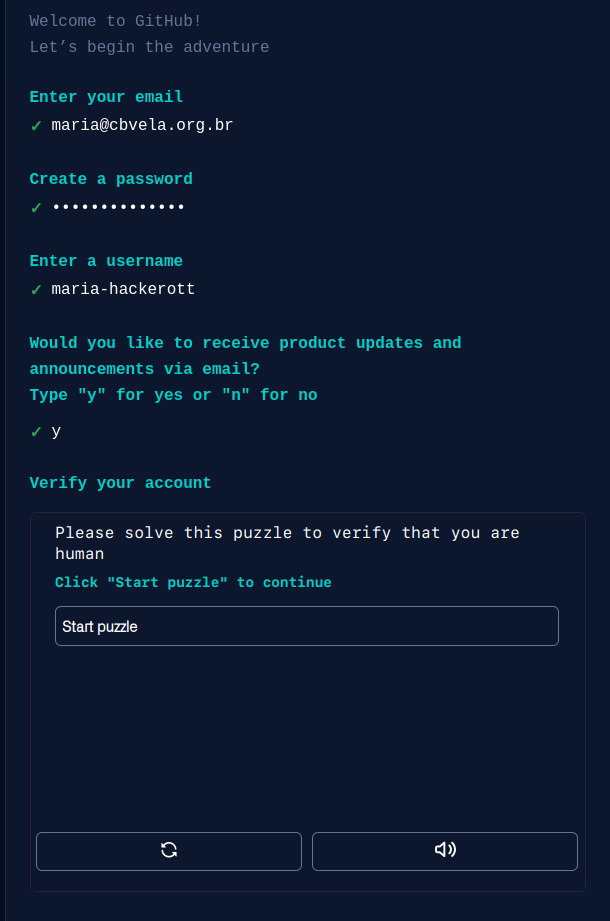 Welcome to GitHub!
Let’s begin the adventure
Enter your email
✓ maria@cbvela.org.br
Create a password
✓ ••••••••••••••
Enter a username
✓ maria-hackerott
Would you like to receive product updates and
announcements via email?
Type "y" for yes or "n" for no
✓ y
Verify your account
Please solve this puzzle to verify that you are
human
Click "Start puzzle" to continue
Start puzzle